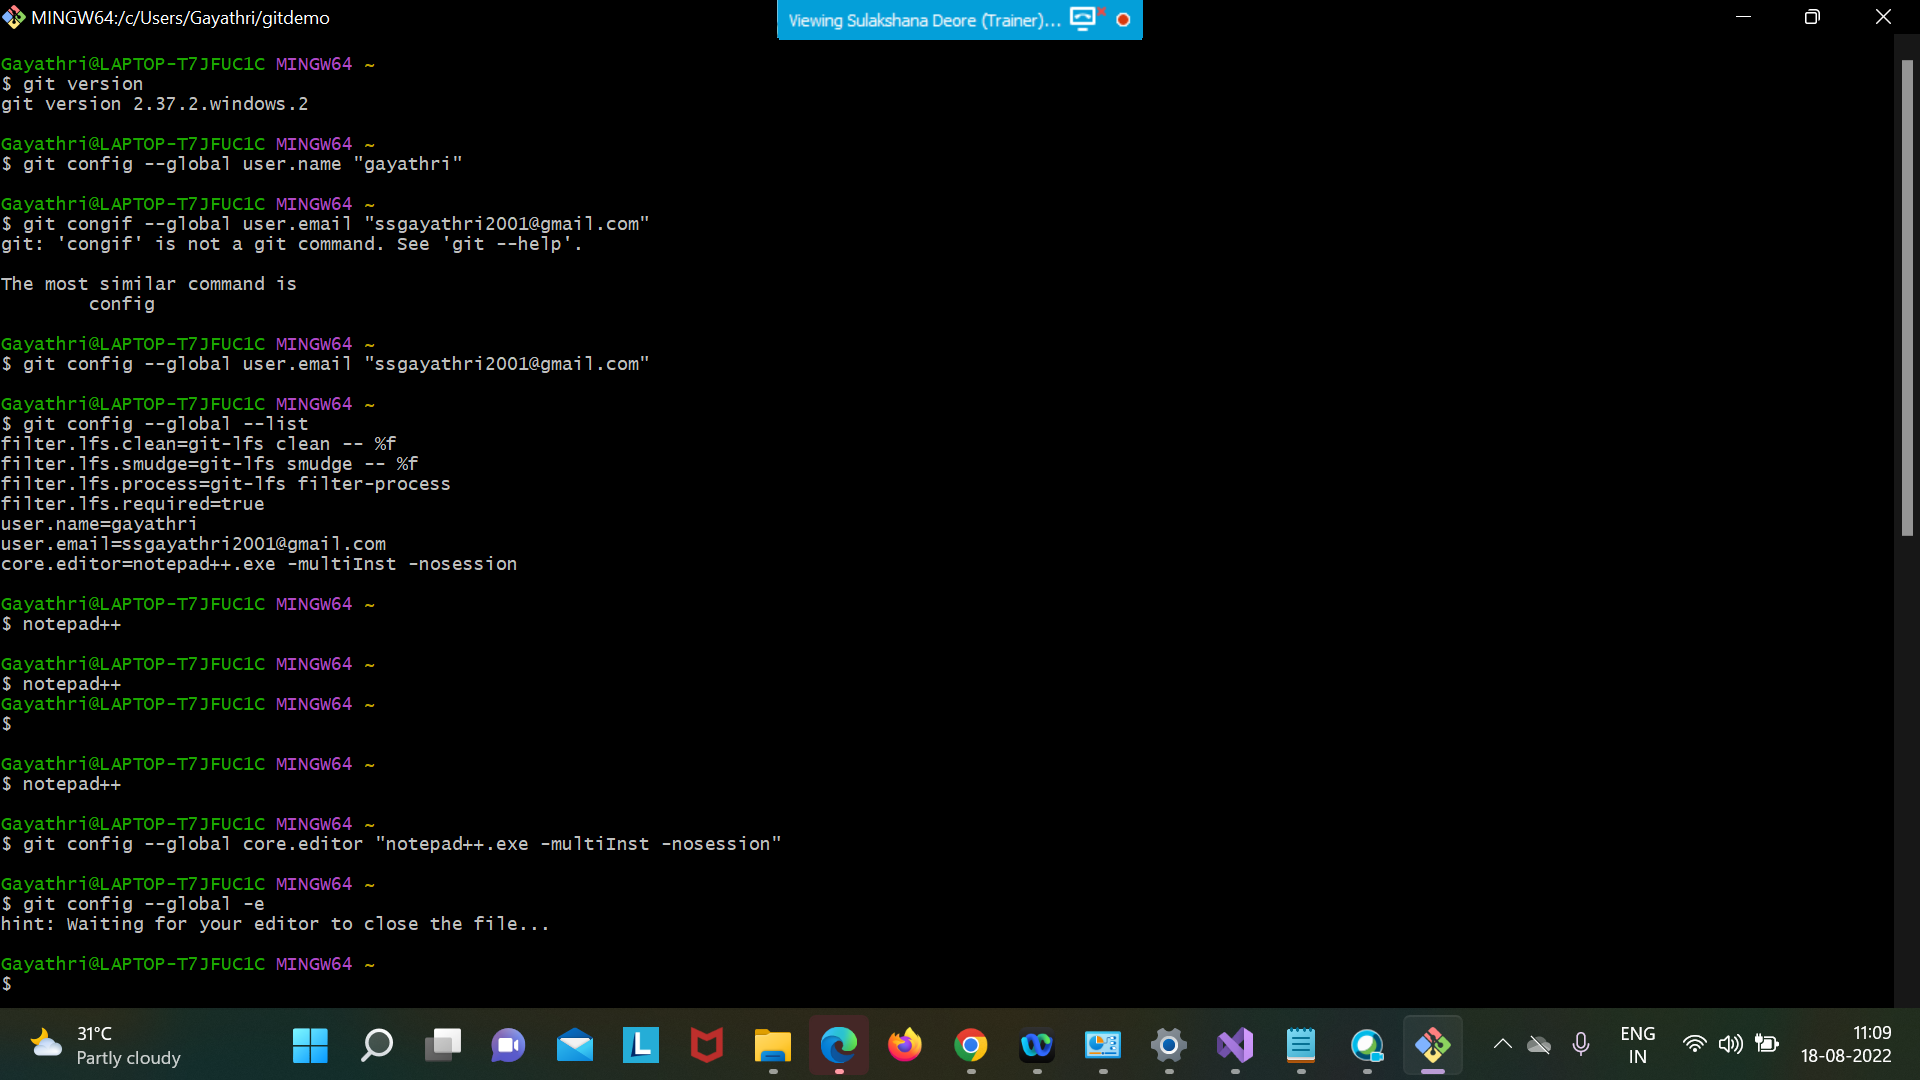 MINGW64:/c/Users/Gayathri/gitdemo
Viewing Sulakshana Deore (Trainer)...
Gayathri@LAPTOP-T7JFUC1C MINGW64 ~
$ git version
git version 2.37.2.windows.2
Gayathri@LAPTOP-T7JFUC1C MINGW64 ~
$ git config --global user.name "gayathri"
Gayathri@LAPTOP-T7JFUC1C MINGW64 ~
$ git congif --global user.email "ssgayathri2001@gmail.com"
git: 'congif' is not a git command. See 'git --help'.
The most similar command is
config
Gayathri@LAPTOP-T7JFUC1C MINGW64 ~
$ git config --global user.email "ssgayathri2001@gmail.com"
Gayathri@LAPTOP-T7JFUC1C MINGW64 ~
$ git config --global --list
filter.lfs.clean=git-lfs clean -- %f
filter.lfs.smudge=git-lfs smudge -- %f
filter.lfs.process=git-lfs filter-process
filter.lfs.required=true
user.name=gayathri
user.email=ssgayathri2001@gmail.com
core.editor=notepad++.exe -multiInst -nosession
Gayathri@LAPTOP-T7JFUC1C MINGW64 ~
$ notepad++
Gayathri@LAPTOP-T7JFUC1C MINGW64 ~
$ notepad++
Gayathri@LAPTOP-T7JFUC1C MINGW64 ~
$
Gayathri@LAPTOP-T7JFUC1C MINGW64 ~
$ notepad++
Gayathri@LAPTOP-T7JFUC1C MINGW64 ~
$ git config --global core.editor "notepad++.exe -multiInst -nosession"
Gayathri@LAPTOP-T7JFUC1C MINGW64 ~
$ git config --global -e
hint: Waiting for your editor to close the file...
Gayathri@LAPTOP-T7JFUC1C MINGW64 ~
$
31°C
Partly cloudy
L
ENG
IN
11:09
18-08-2022